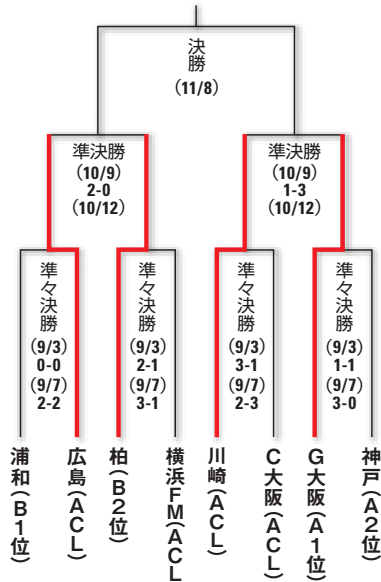 決勝
(11/8)
準決勝
(10/9)
2-0
(10/12)
準決勝
(10/9)
1-3
(10/12)
準々決勝
(9/3)
0-0
(9/7)
2-2
準々決勝
(9/3)
2-1
(9/7)
3-1
準々決勝
(9/3)
3-1
(9/7)
2-3
準々決勝
(9/3)
1-1
(9/7)
3-0
浦和(B1位)
広島(ACL)
柏(B2位)
横浜FM(ACL
川崎(ACL)
C大阪(ACL)
G大阪(A1位)
神戸(A2位)